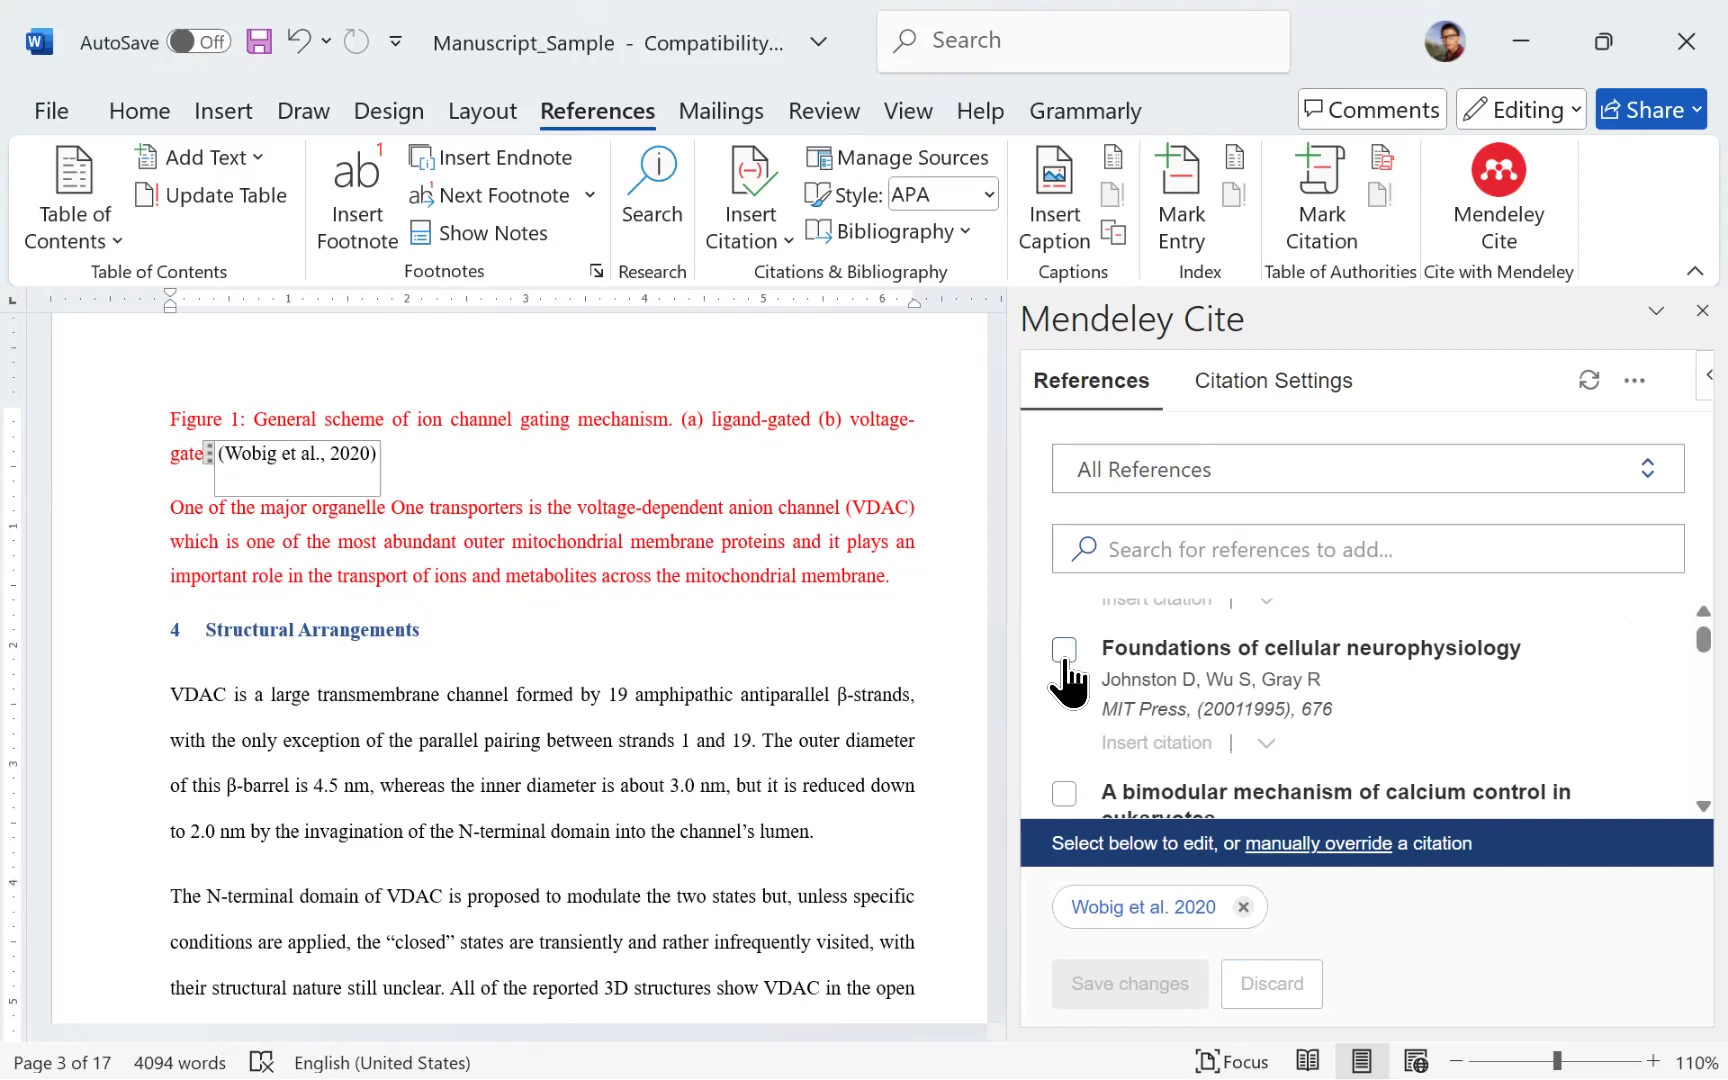 W AutoSave Off Manuscript_Sample - Compatibility... Search
File Home Insert Draw Design Layout References Mailings Review View Help Grammarly Comments Editing Share
Table of
Contents
Add Text
Update Table
Table of Contents
ab1
Insert
Footnote
Insert Endnote
Next Footnote
Show Notes
Footnotes
Search
Research
Insert
Citation
Manage Sources
Style: APA
Bibliography
Citations & Bibliography
Insert
Caption
Captions
Mark
Entry
Index
Mark
Citation
Table of Authorities
Mendeley
Cite
Cite with Mendeley
1 2 3 4 5 6
Figure 1: General scheme of ion channel gating mechanism. (a) ligand-gated (b) voltage-
gate (Wobig et al., 2020)
One of the major organelle One transporters is the voltage-dependent anion channel (VDAC)
which is one of the most abundant outer mitochondrial membrane proteins and it plays an
important role in the transport of ions and metabolites across the mitochondrial membrane.
4 Structural Arrangements
VDAC is a large transmembrane channel formed by 19 amphipathic antiparallel β-strands,
with the only exception of the parallel pairing between strands 1 and 19. The outer diameter
of this β-barrel is 4.5 nm, whereas the inner diameter is about 3.0 nm, but it is reduced down
to 2.0 nm by the invagination of the N-terminal domain into the channel’s lumen.
The N-terminal domain of VDAC is proposed to modulate the two states but, unless specific
conditions are applied, the “closed” states are transiently and rather infrequently visited, with
their structural nature still unclear. All of the reported 3D structures show VDAC in the open
1
2
3
4
5
Mendeley Cite
References Citation Settings
All References
Search for references to add...
Insert citation |
Foundations of cellular neurophysiology
Johnston D, Wu S, Gray R
MIT Press, (20011995), 676
Insert citation |
A bimodular mechanism of calcium control in
eukaryotes
Select below to edit, or manually override a citation
Wobig et al. 2020
Save changes Discard
Page 3 of 17 4094 words English (United States) Focus 110%